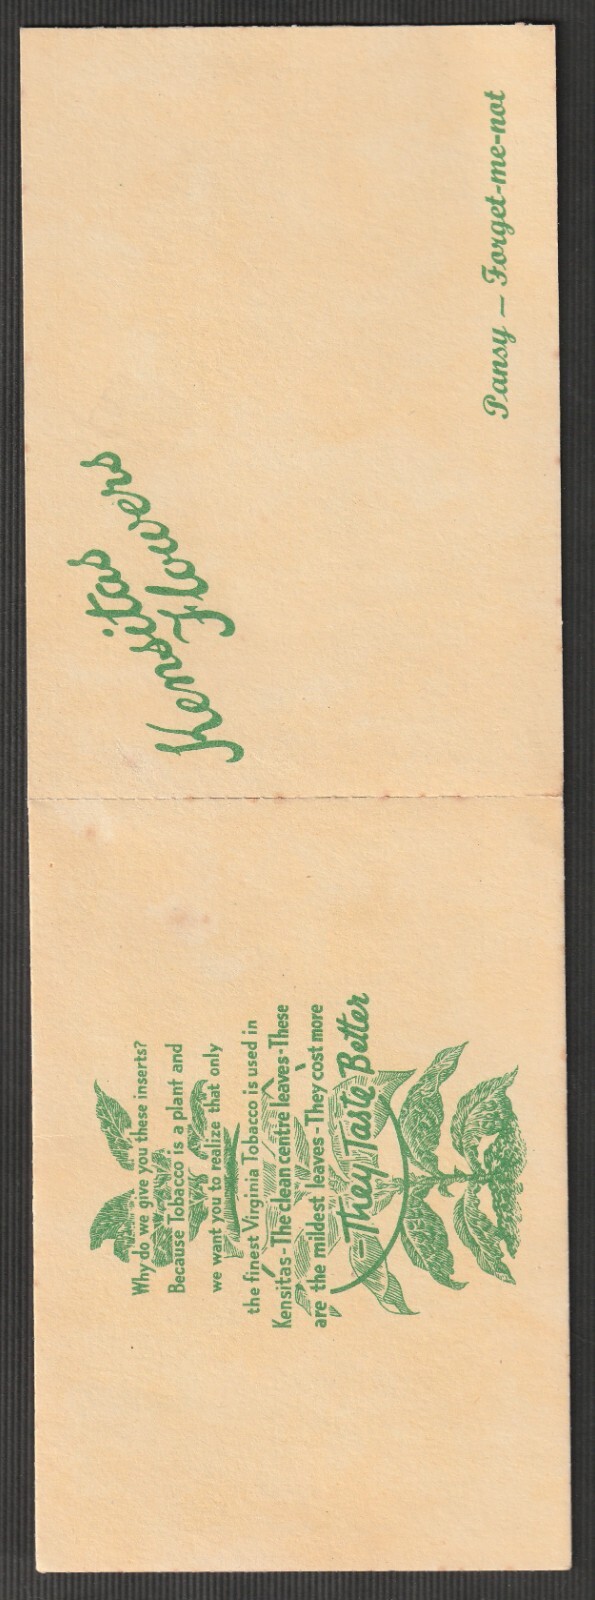 Why do we give you these inserts?
Because Tobacco is a plant and
we want you to realize that only
the finest Virginia Tobacco is used in
Kensitas - The clean centre leaves - These
are the mildest leaves - They cost more
- They Taste Better
Kensitas
Flowers
Pansy — Forget-me-not